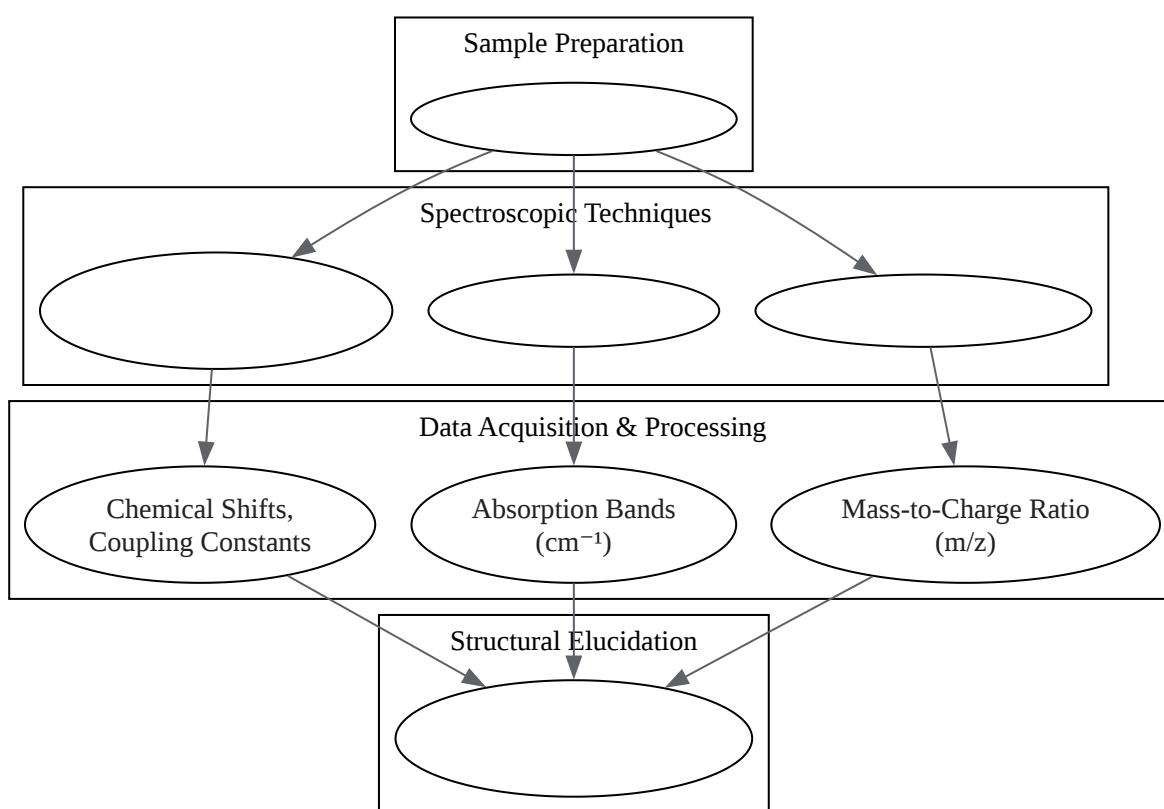 Sample Preparation
Spectroscopic Techniques
Data Acquisition & Processing
Chemical Shifts,
Coupling Constants
Absorption Bands
(cm⁻¹)
Mass-to-Charge Ratio
(m/z)
Structural Elucidation